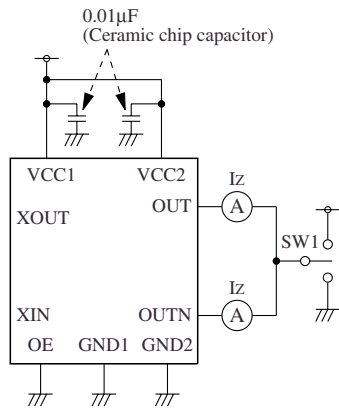 0.01µF
(Ceramic chip capacitor)
VCC1 VCC2
XOUT OUT IZ A
SW1
XIN OUTN IZ A
OE GND1 GND2